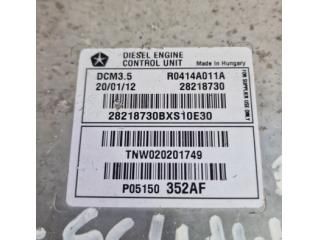 DIESEL ENGINE
CONTROL UNIT
Made in Hungary
DCM3.5 R0414A011A
20/01/12 28218730
28218730BXS10E30
FOR SUPPLIER USE ONLY
TNW020201749
P05150 352AF